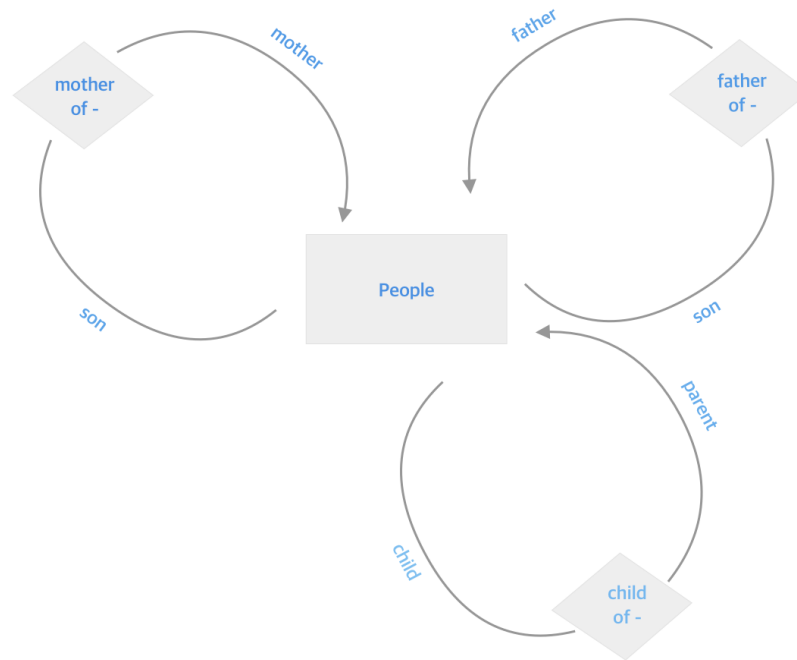 mother
father
mother
of -
father
of -
People
son
son
parent
child
child
of -